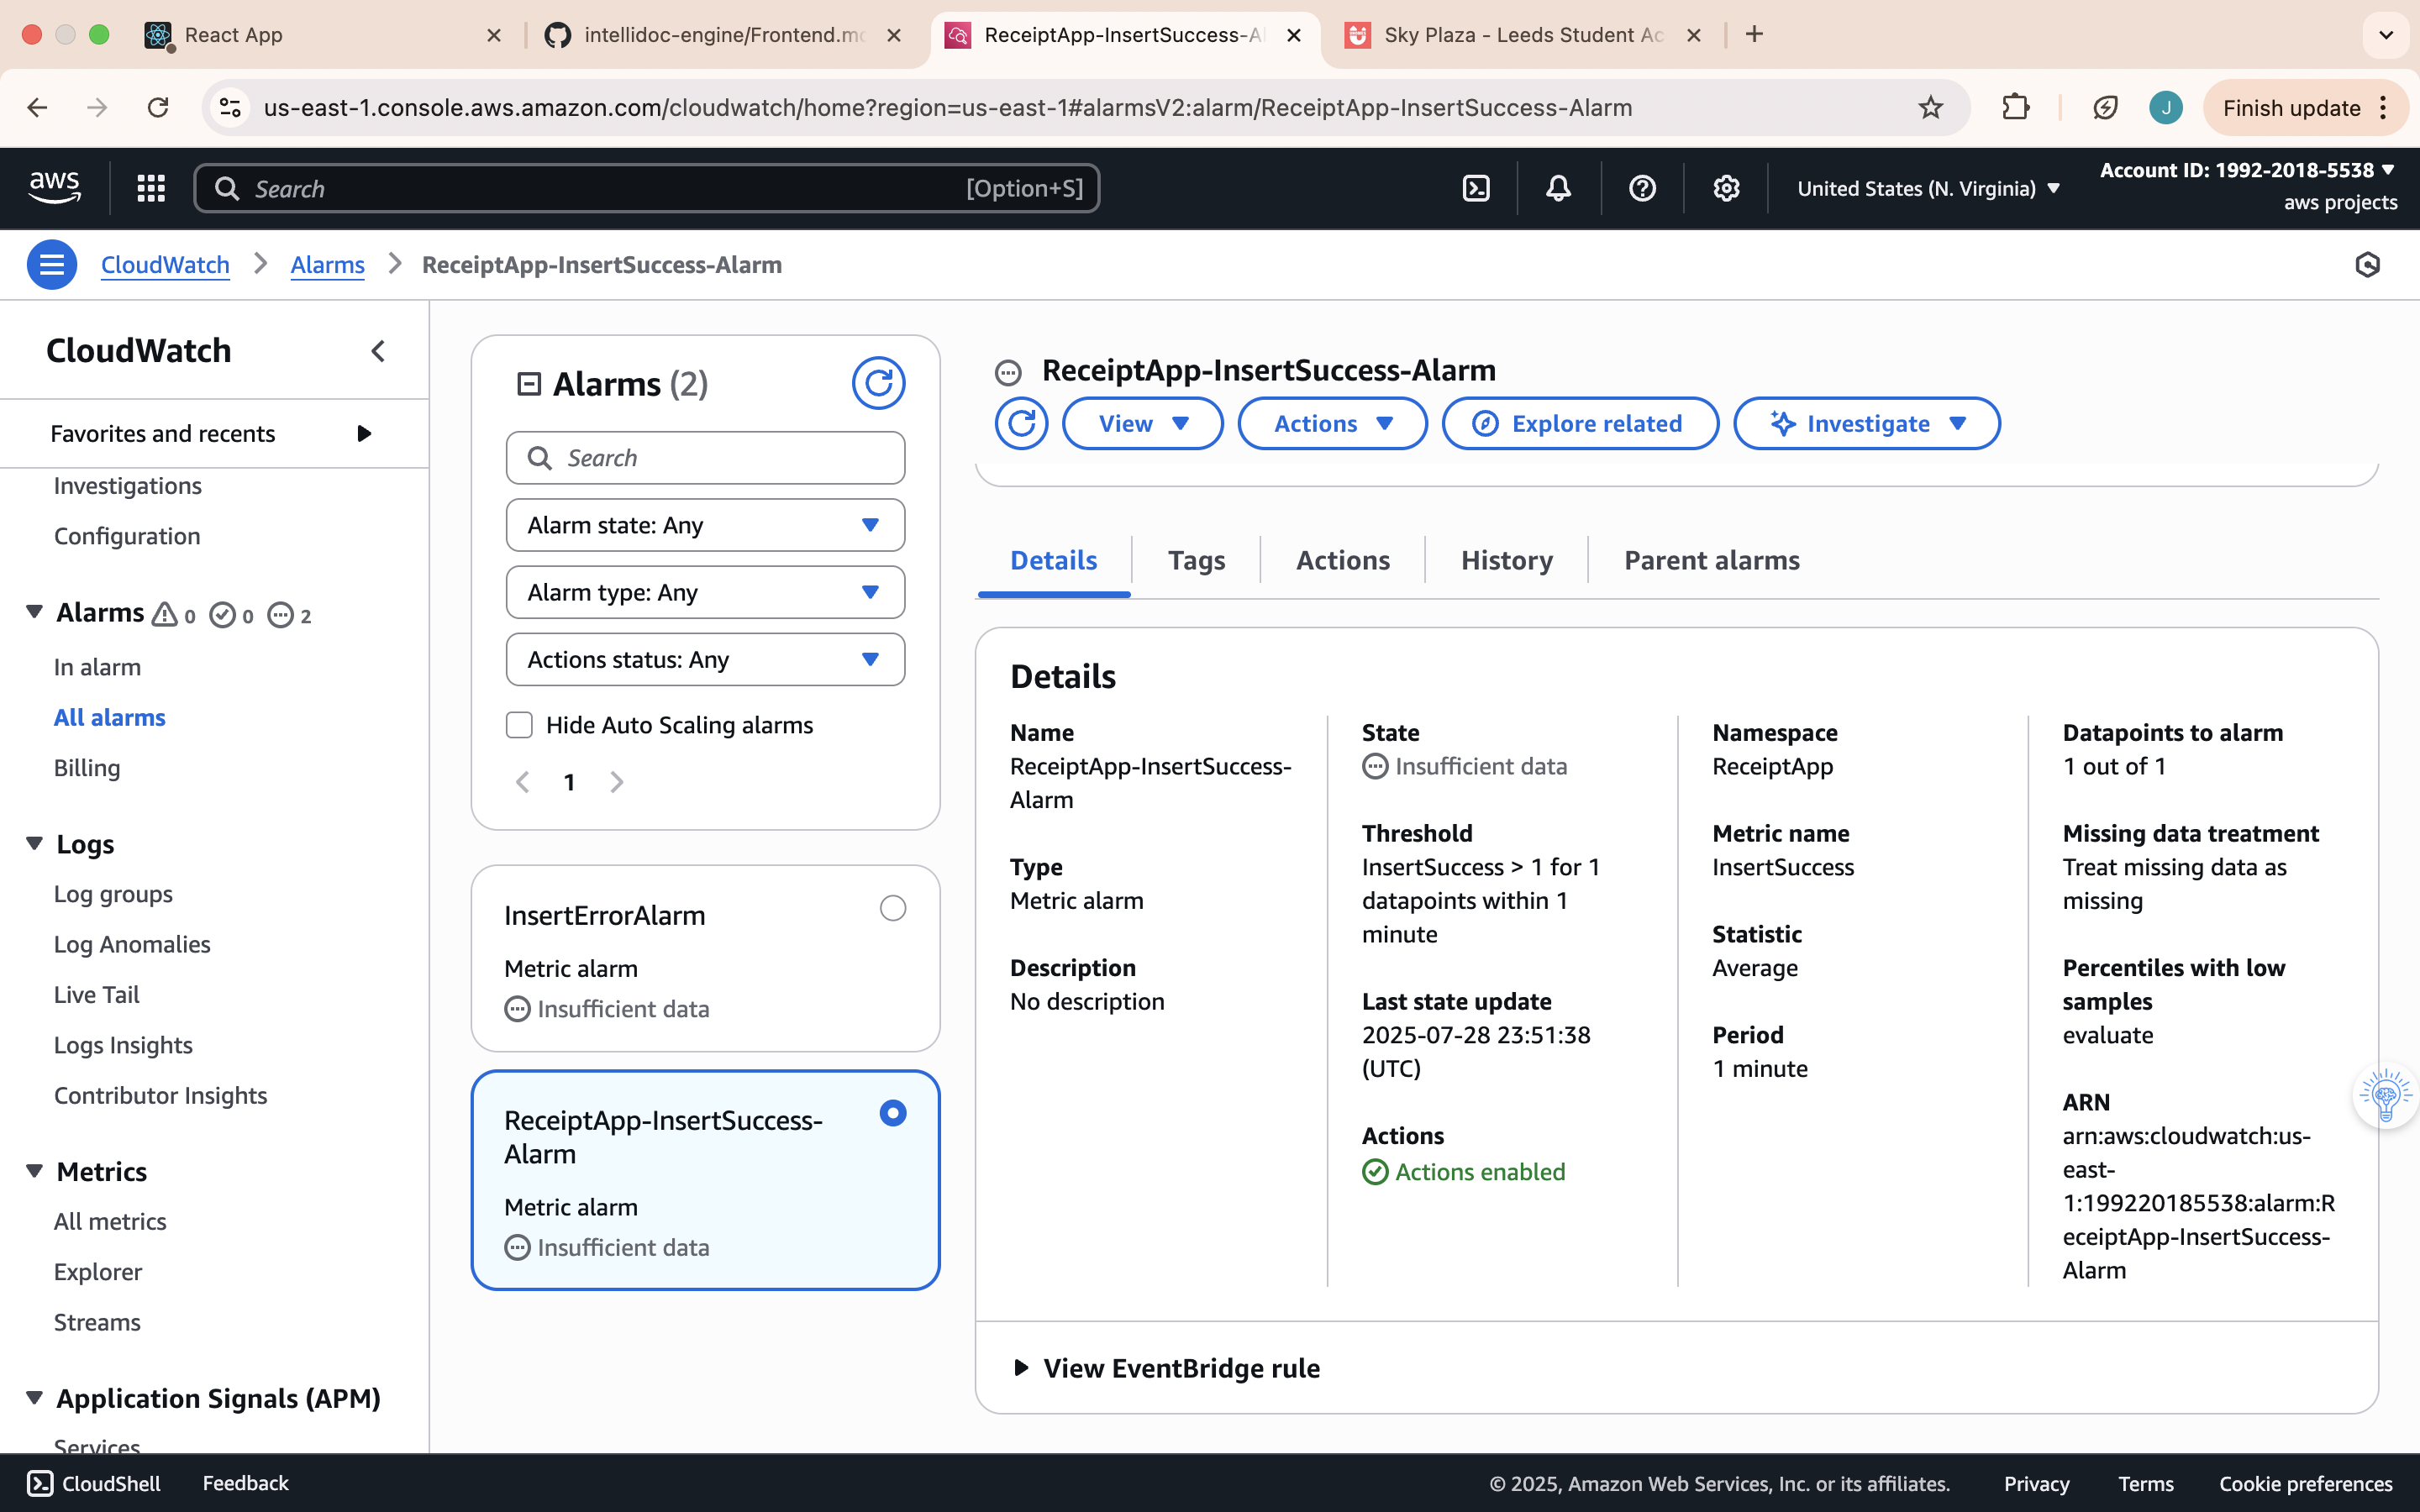 React App
intellidoc-engine/Frontend.mo
ReceiptApp-InsertSuccess-Al
Sky Plaza - Leeds Student Ac
us-east-1.console.aws.amazon.com/cloudwatch/home?region=us-east-1#alarmsV2:alarm/ReceiptApp-InsertSuccess-Alarm
J
Finish update
aws
Search
[Option+S]
United States (N. Virginia)
Account ID: 1992-2018-5538
aws projects
CloudWatch
Alarms
ReceiptApp-InsertSuccess-Alarm
CloudWatch
Favorites and recents
Investigations
Configuration
Alarms 0 0 2
In alarm
All alarms
Billing
Logs
Log groups
Log Anomalies
Live Tail
Logs Insights
Contributor Insights
Metrics
All metrics
Explorer
Streams
Application Signals (APM)
Services
Alarms (2)
Search
Alarm state: Any
Alarm type: Any
Actions status: Any
Hide Auto Scaling alarms
1
InsertErrorAlarm
Metric alarm
Insufficient data
ReceiptApp-InsertSuccess-
Alarm
Metric alarm
Insufficient data
ReceiptApp-InsertSuccess-Alarm
View
Actions
Explore related
Investigate
Details
Tags
Actions
History
Parent alarms
Details
Name
ReceiptApp-InsertSuccess-
Alarm
Type
Metric alarm
Description
No description
State
Insufficient data
Threshold
InsertSuccess > 1 for 1
datapoints within 1
minute
Last state update
2025-07-28 23:51:38
(UTC)
Actions
Actions enabled
Namespace
ReceiptApp
Metric name
InsertSuccess
Statistic
Average
Period
1 minute
Datapoints to alarm
1 out of 1
Missing data treatment
Treat missing data as
missing
Percentiles with low
samples
evaluate
ARN
arn:aws:cloudwatch:us-
east-
1:199220185538:alarm:R
eceiptApp-InsertSuccess-
Alarm
View EventBridge rule
CloudShell
Feedback
© 2025, Amazon Web Services, Inc. or its affiliates.
Privacy
Terms
Cookie preferences